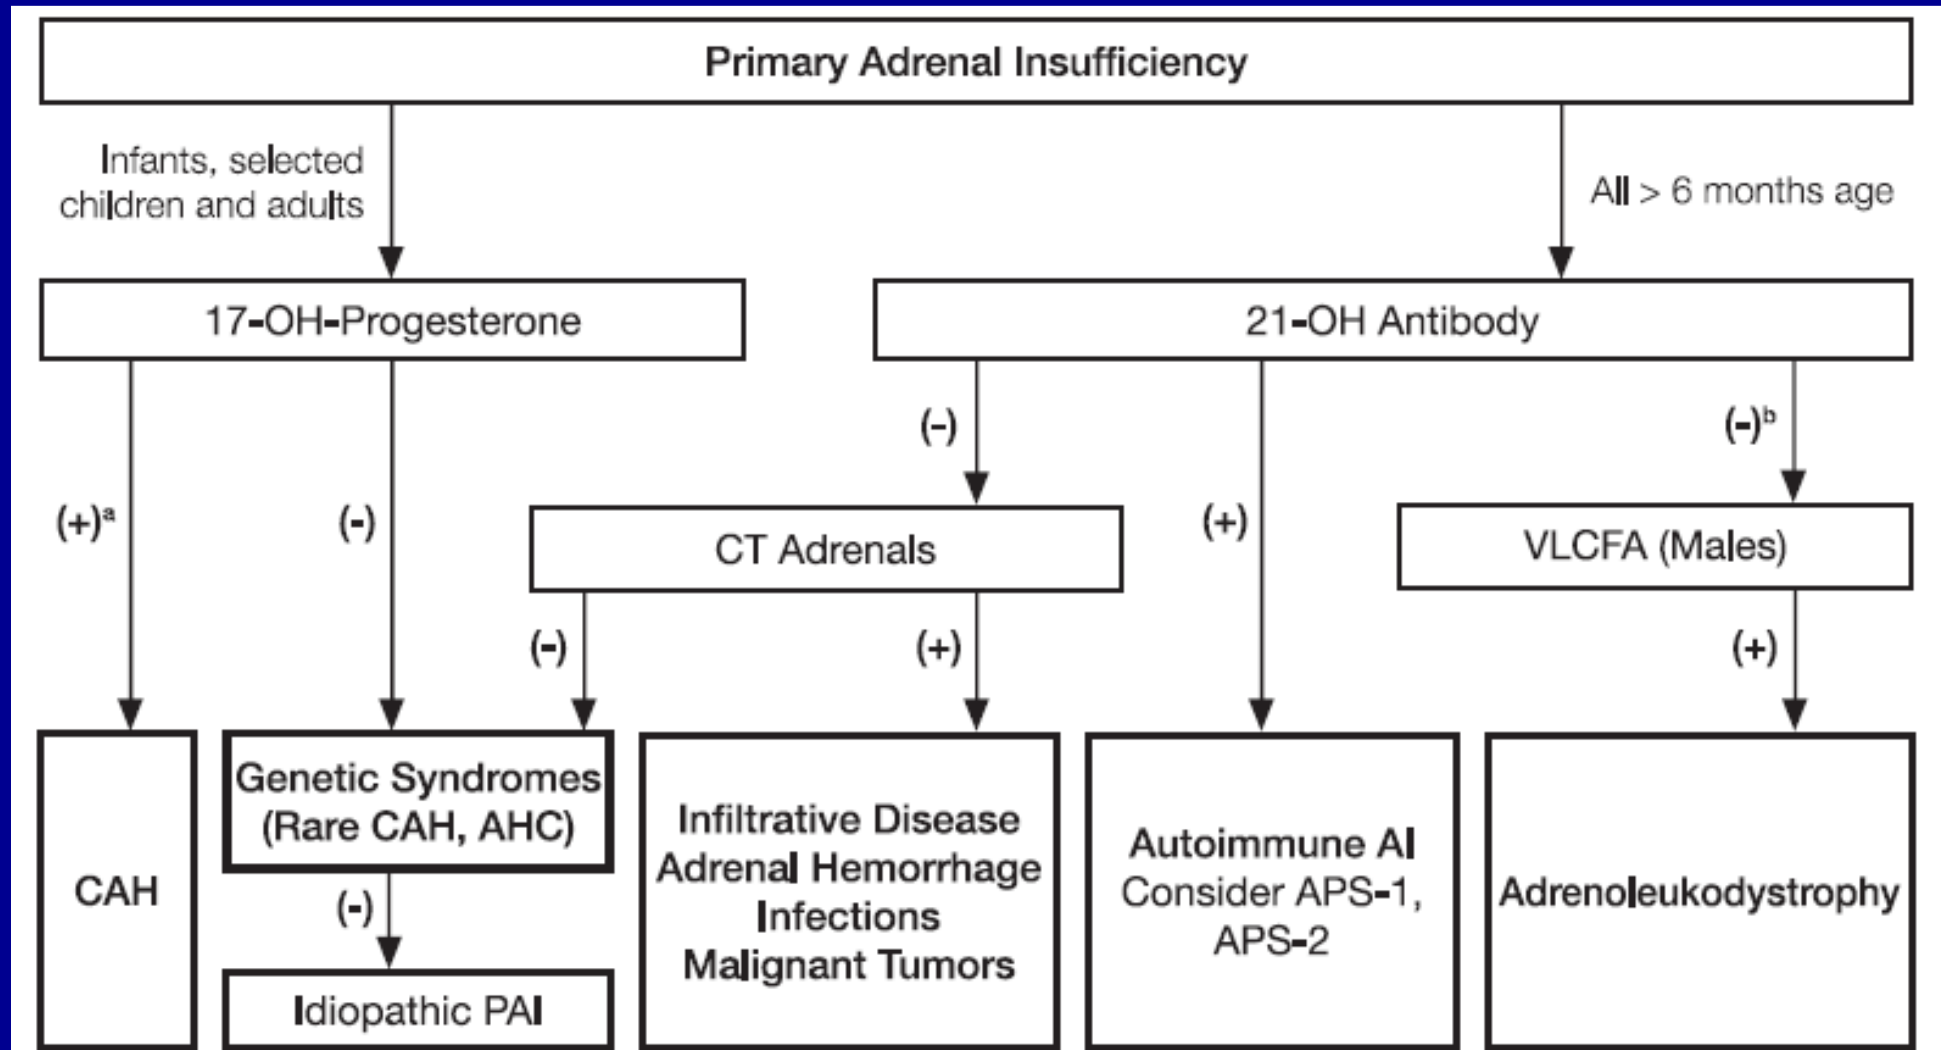 Primary Adrenal Insufficiency
Infants, selected
children and adults
All > 6 months age
17-OH-Progesterone
21-OH Antibody
(-)
(-)ᵇ
(+)ᵃ
(-)
CT Adrenals
(+)
VLCFA (Males)
(-)
(+)
(+)
CAH
Genetic Syndromes
(Rare CAH, AHC)
(-)
Idiopathic PAI
Infiltrative Disease
Adrenal Hemorrhage
Infections
Malignant Tumors
Autoimmune AI
Consider APS-1,
APS-2
Adrenoleukodystrophy